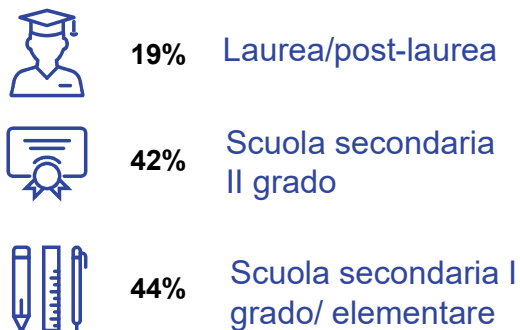 19% Laurea/post-laurea
42% Scuola secondaria
II grado
44% Scuola secondaria I
grado/ elementare